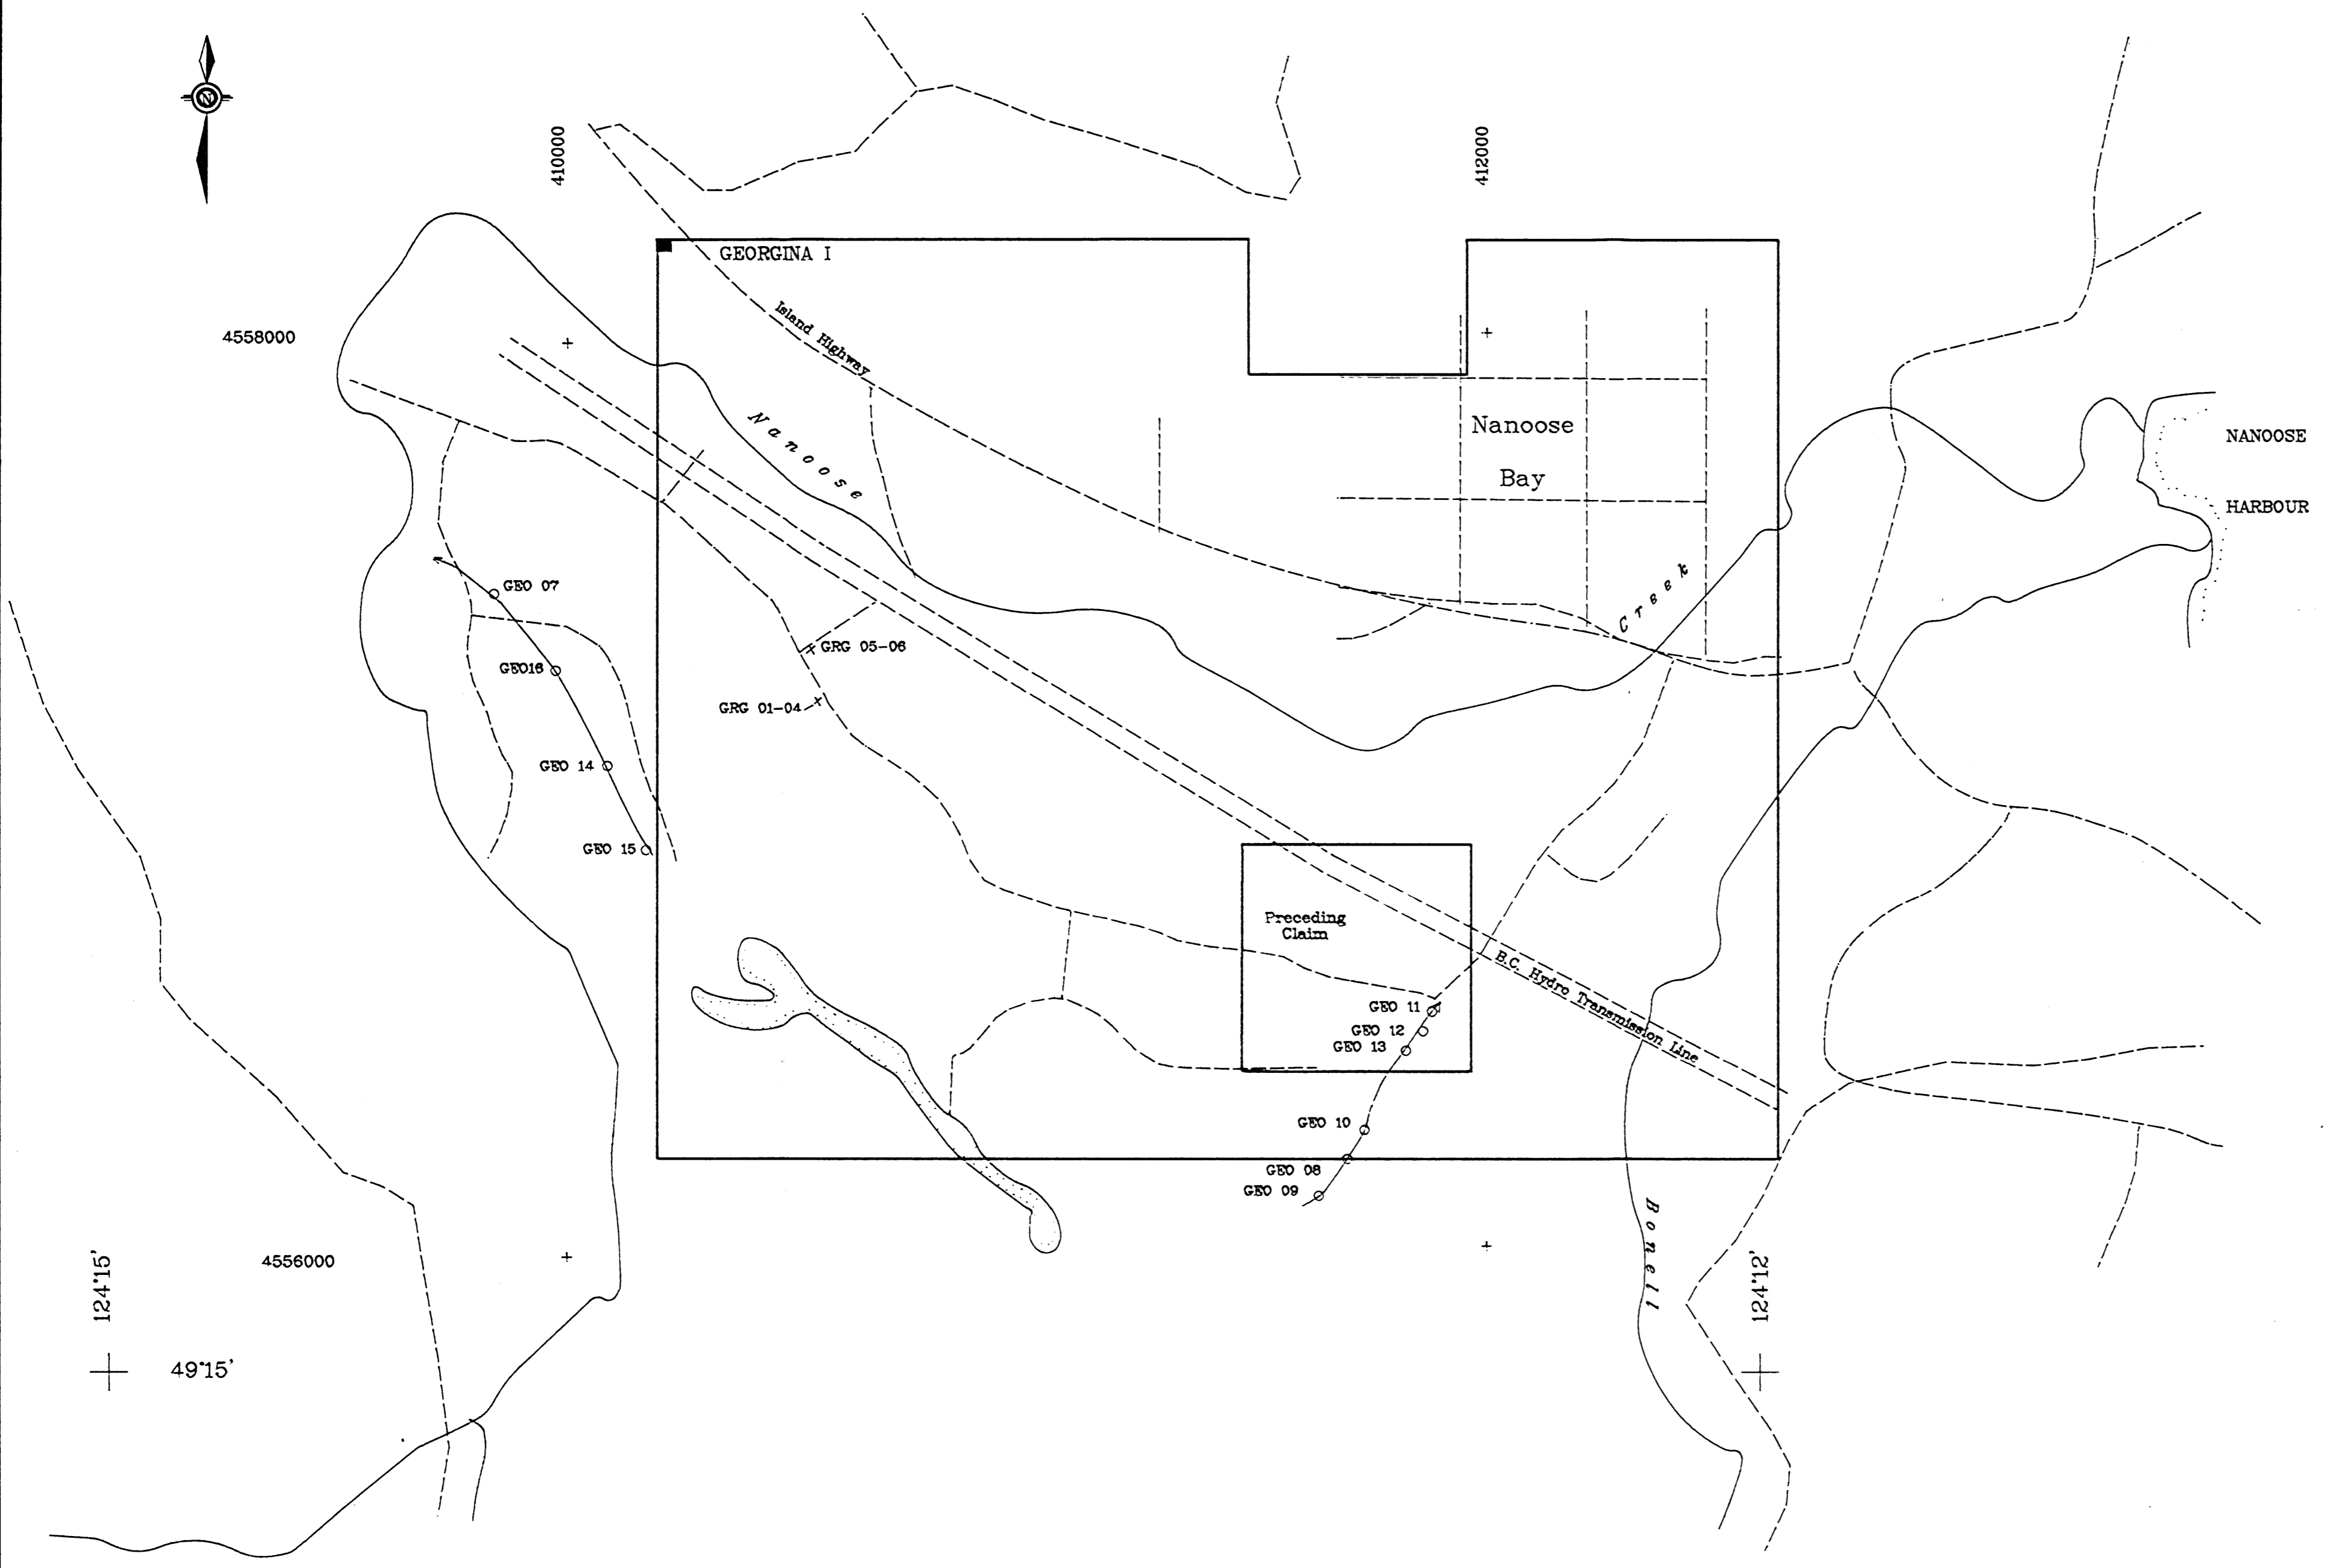 N
410000
412000
GEORGINA I
4558000
Island Highway
Nanoose
Nanoose
Bay
NANOOSE
HARBOUR
Creek
GEO 07
GRG 05-06
GEO16
GRG 01-04
GEO 14
GEO 15
Preceding
Claim
B.C. Hydro Transmission Line
GEO 11
GEO 12
GEO 13
GEO 10
GEO 08
GEO 09
Bonell
4556000
124°15'
124°12'
49°15'